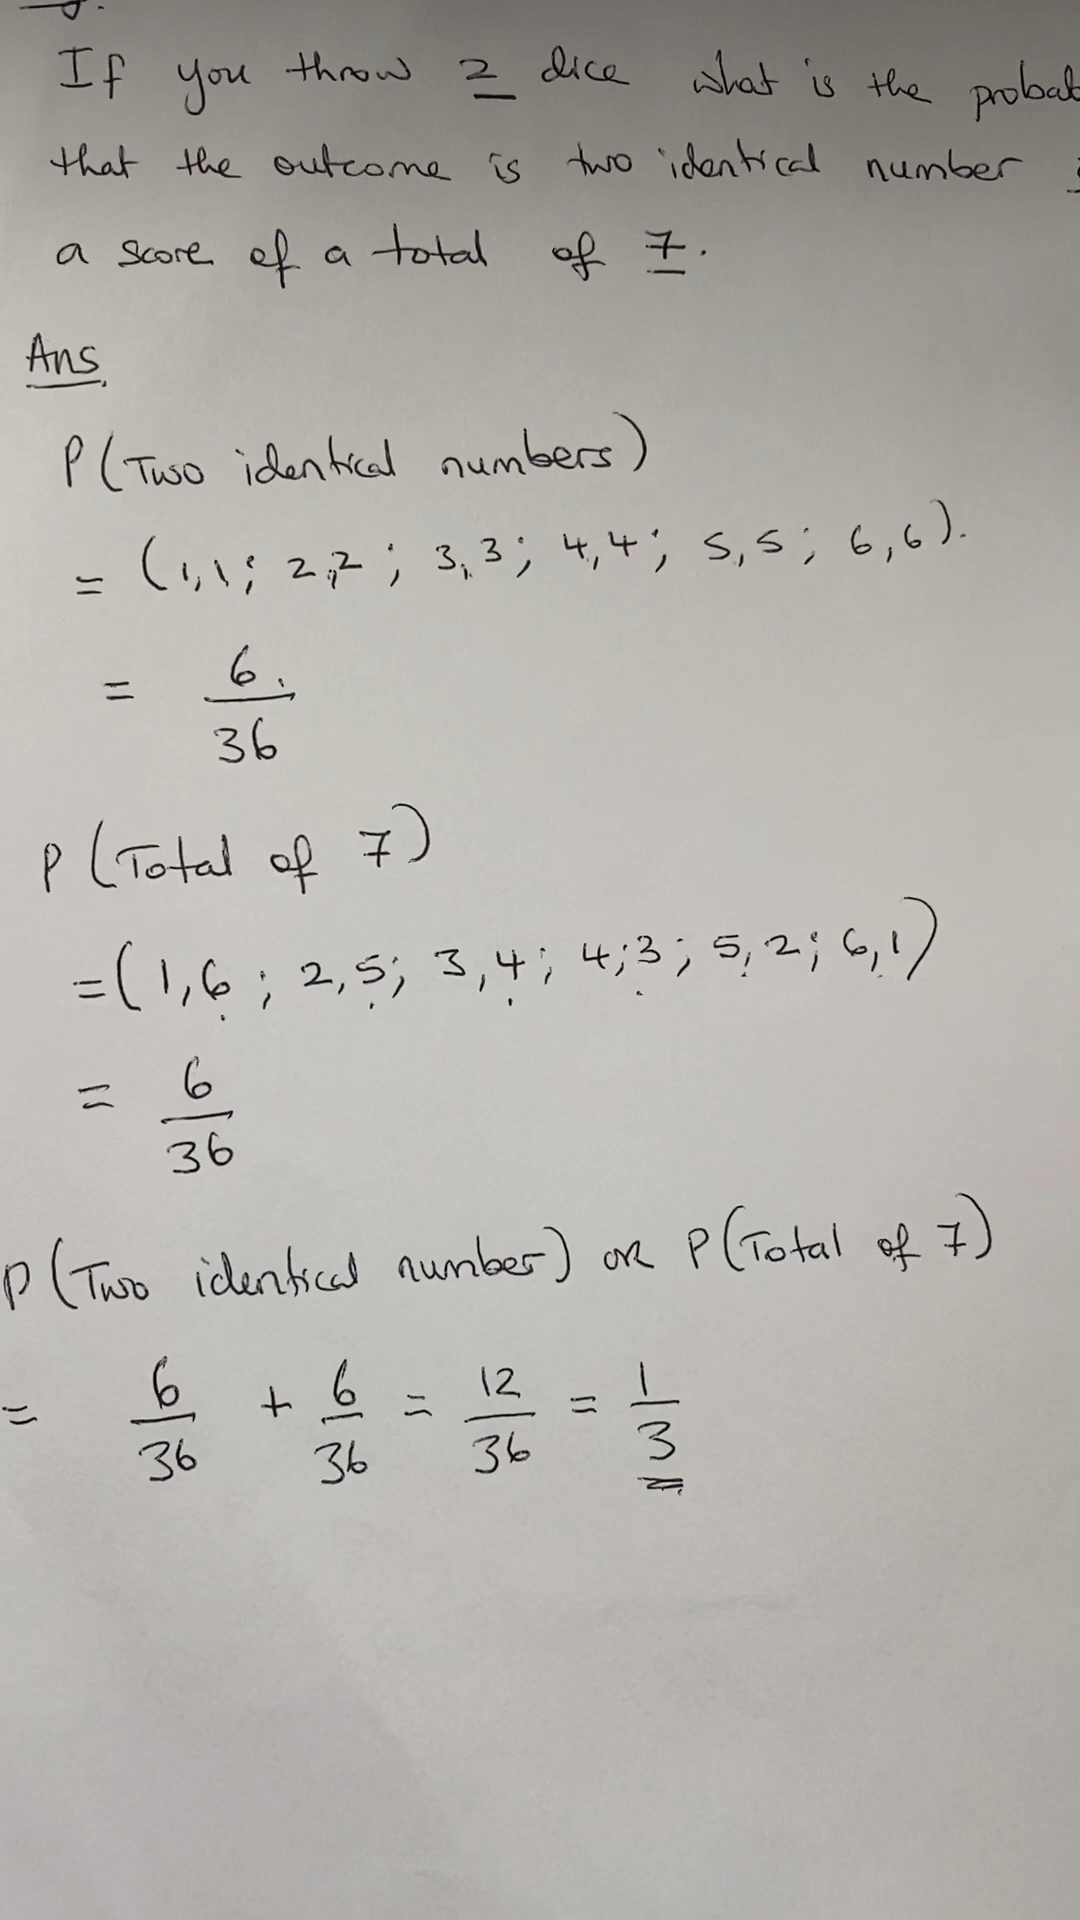 If you throw 2 dice what is the probab
that the outcome is two identical number
a score of a total of 7.
Ans.
P(Two identical numbers)
= (1,1; 2,2; 3,3; 4,4; 5,5; 6,6).
= 6/36
P(Total of 7)
=(1,6; 2,5; 3,4; 4;3; 5,2; 6,1)
= 6/36
P(Two identical number) OR P(Total of 7)
= 6/36 + 6/36 = 12/36 = 1/3